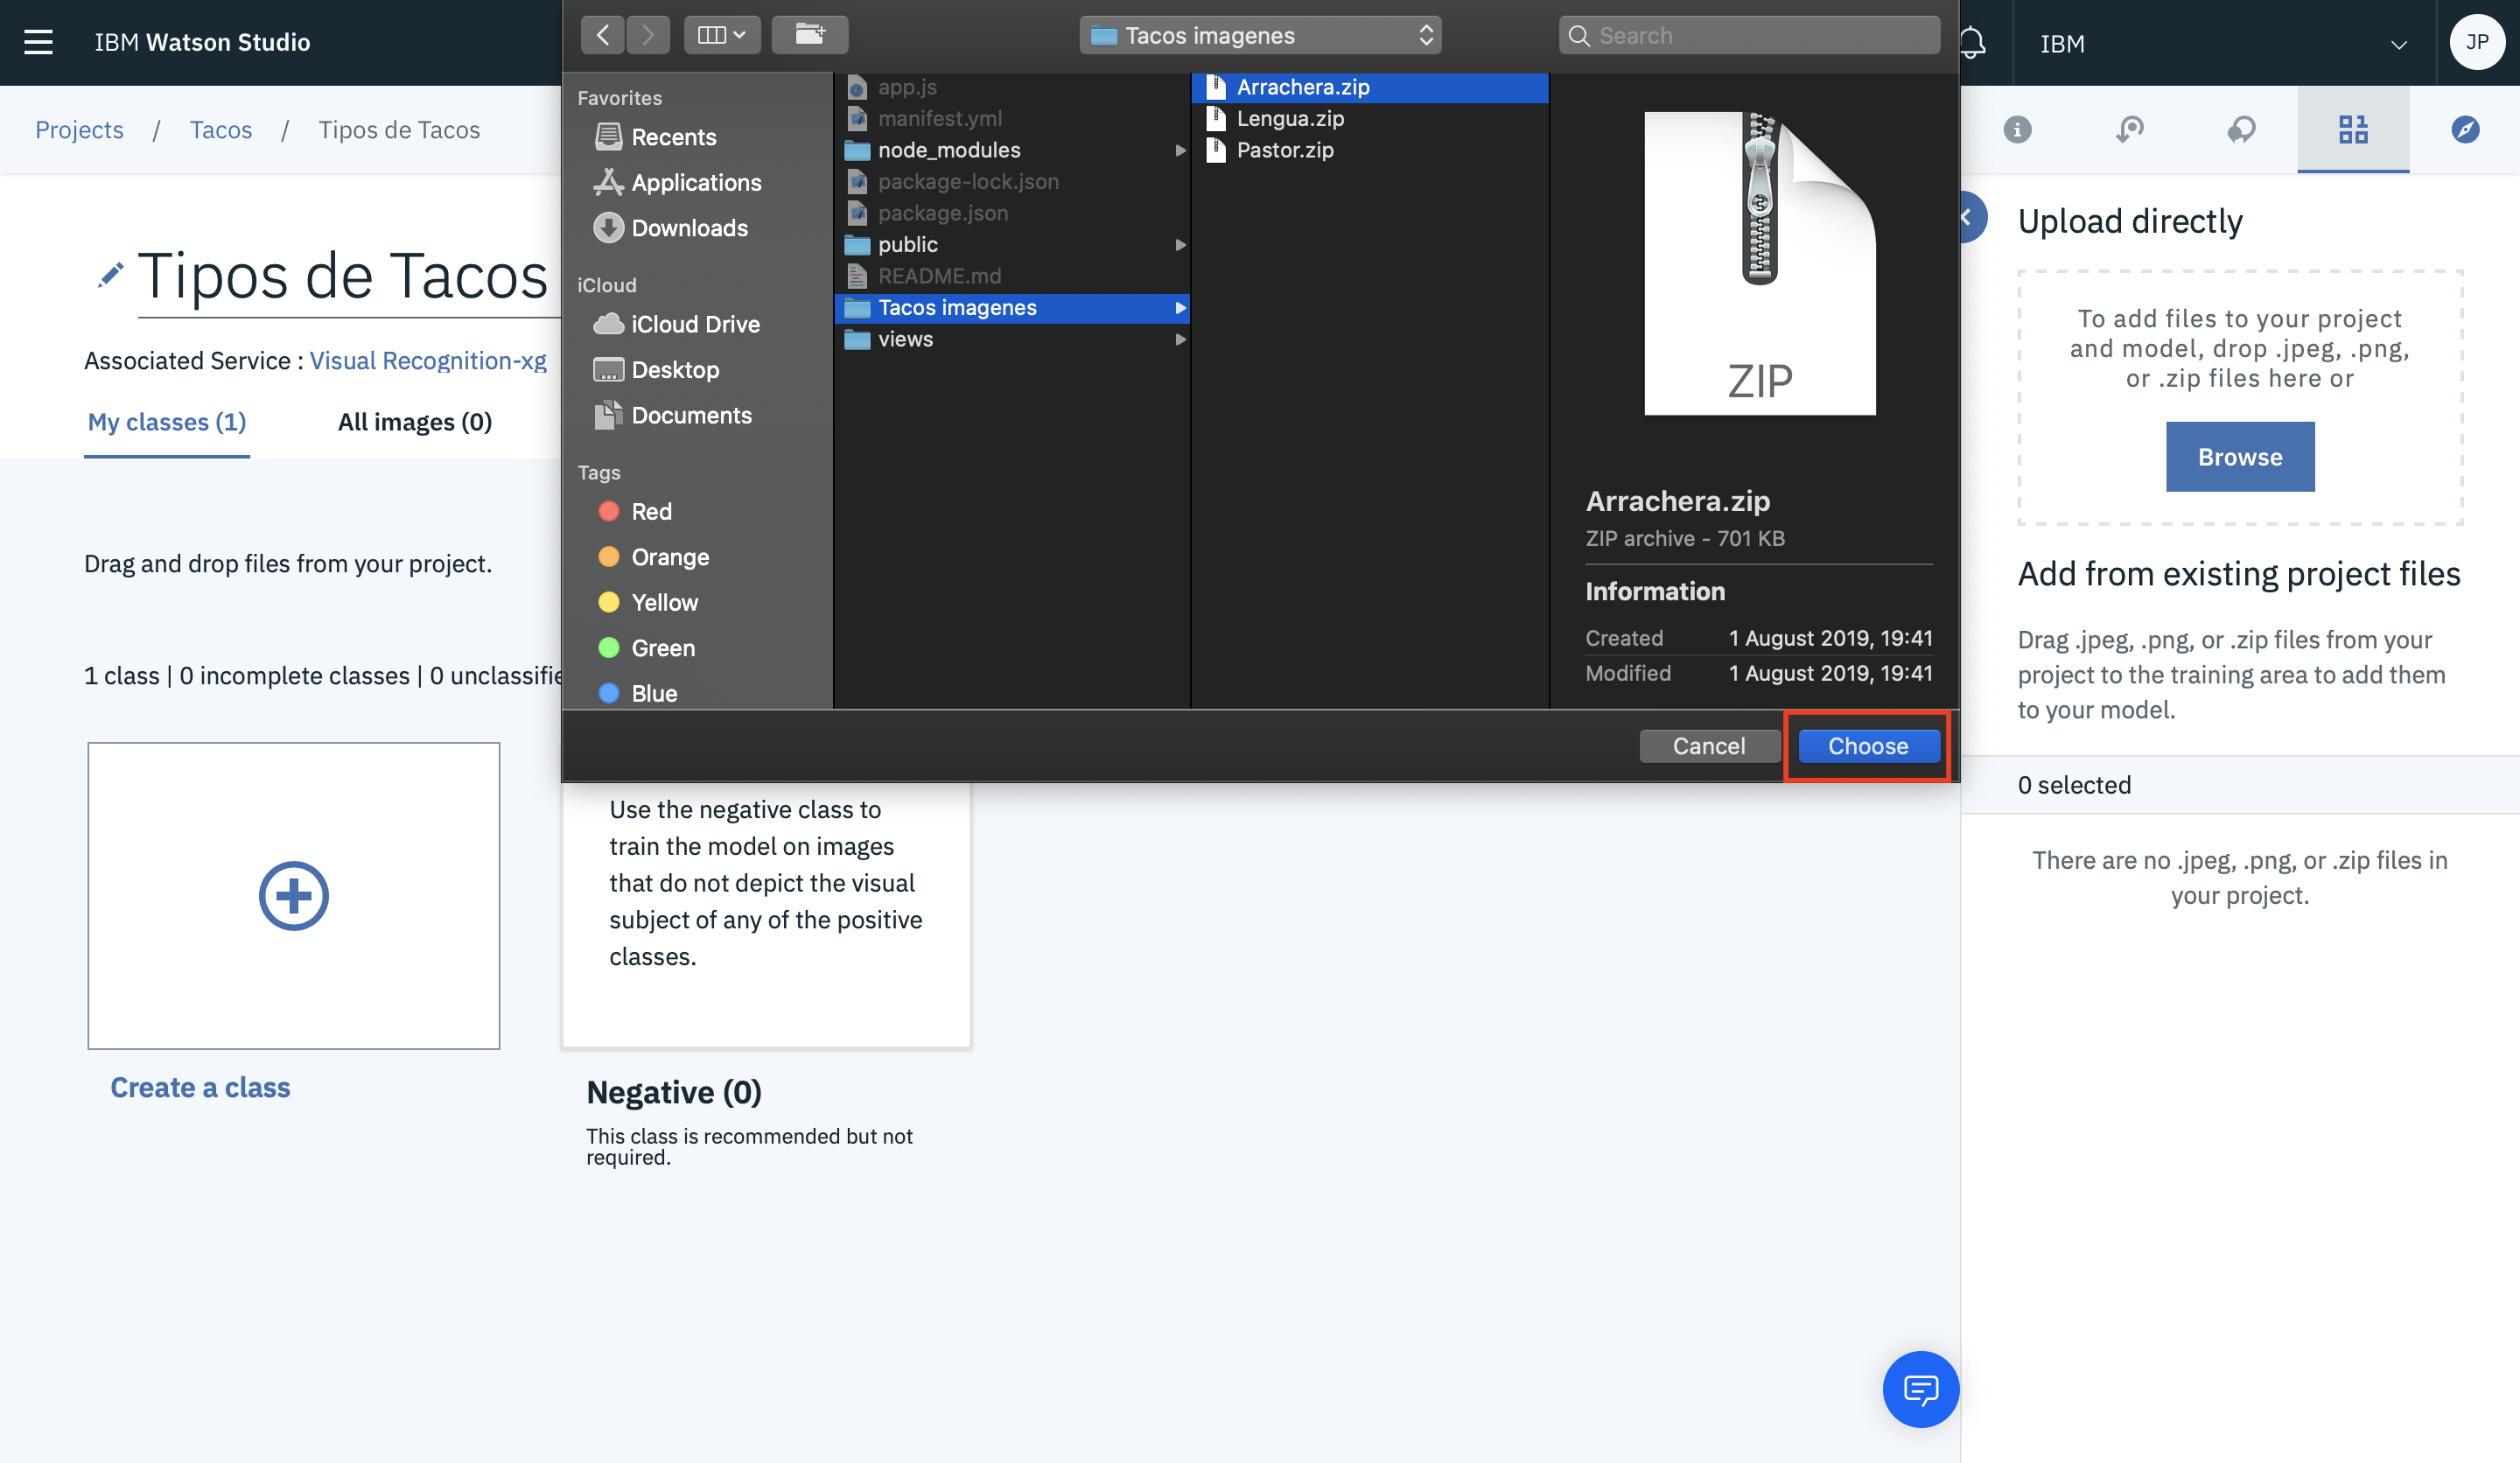 IBM Watson Studio
Tacos imagenes
Search
IBM
JP
Projects / Tacos / Tipos de Tacos
Tipos de Tacos
Associated Service : Visual Recognition-xg
My classes (1)
All images (0)
Drag and drop files from your project.
1 class | 0 incomplete classes | 0 unclassifie
Create a class
Favorites
Recents
Applications
Downloads
iCloud
iCloud Drive
Desktop
Documents
Tags
Red
Orange
Yellow
Green
Blue
app.js
manifest.yml
node_modules
package-lock.json
package.json
public
README.md
Tacos imagenes
views
Arrachera.zip
Lengua.zip
Pastor.zip
ZIP
Arrachera.zip
ZIP archive - 701 KB
Information
Created 1 August 2019, 19:41
Modified 1 August 2019, 19:41
Cancel
Choose
Use the negative class to
train the model on images
that do not depict the visual
subject of any of the positive
classes.
Negative (0)
This class is recommended but not
required.
Upload directly
To add files to your project
and model, drop .jpeg, .png,
or .zip files here or
Browse
Add from existing project files
Drag .jpeg, .png, or .zip files from your
project to the training area to add them
to your model.
0 selected
There are no .jpeg, .png, or .zip files in
your project.